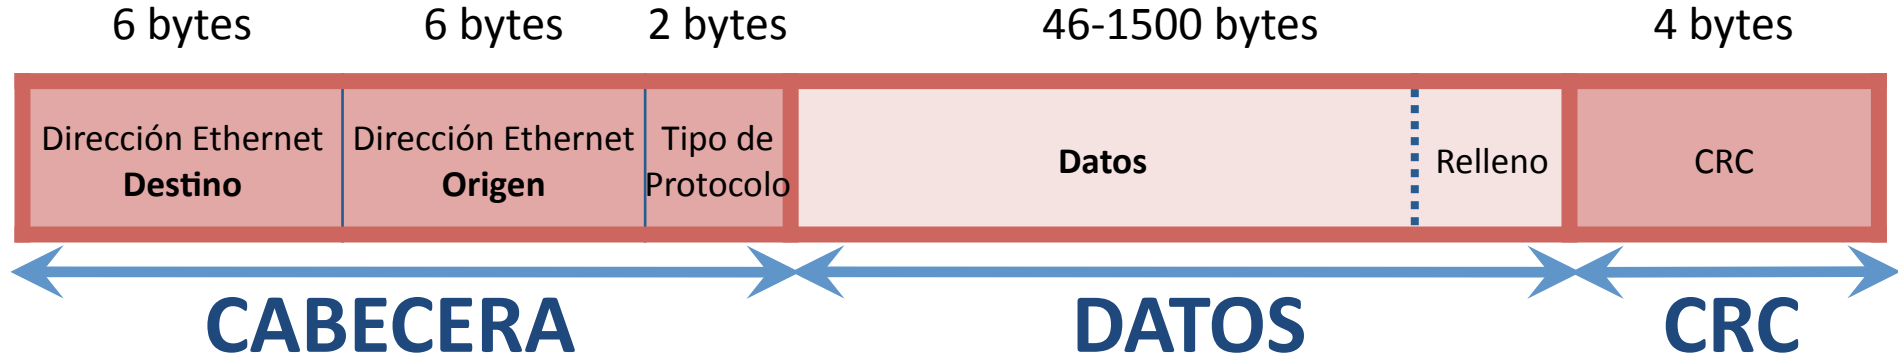 6 bytes 6 bytes 2 bytes 46-1500 bytes 4 bytes
Dirección Ethernet
Destino
Dirección Ethernet
Origen
Tipo de
Protocolo
Datos
Relleno
CRC
CABECERA DATOS CRC